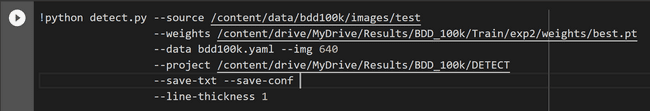 !python detect.py --source /content/data/bdd100k/images/test
--weights /content/drive/MyDrive/Results/BDD_100k/Train/exp2/weights/best.pt
--data bdd100k.yaml --img 640
--project /content/drive/MyDrive/Results/BDD_100k/DETECT
--save-txt --save-conf
--line-thickness 1